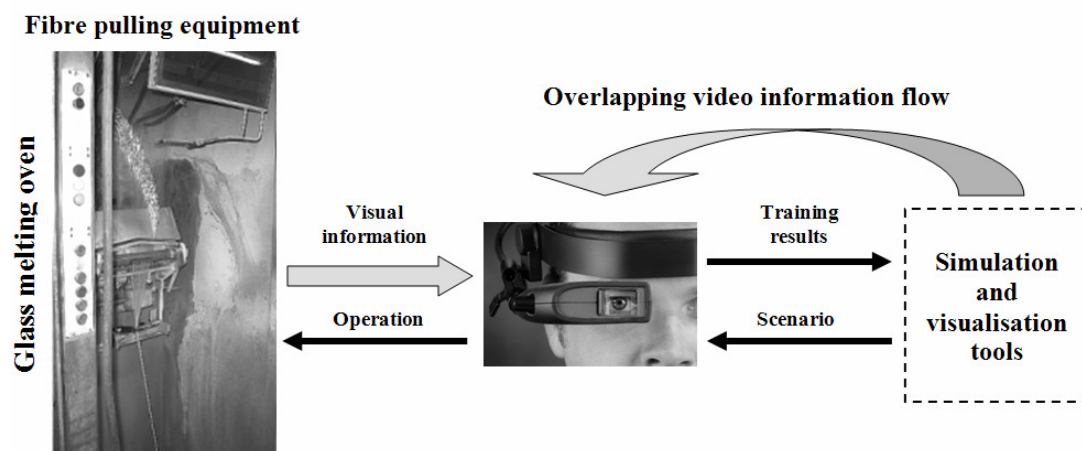 Fibre pulling equipment
Glass melting oven
Overlapping video information flow
Visual
information
Operation
Training
results
Scenario
Simulation
and
visualisation
tools